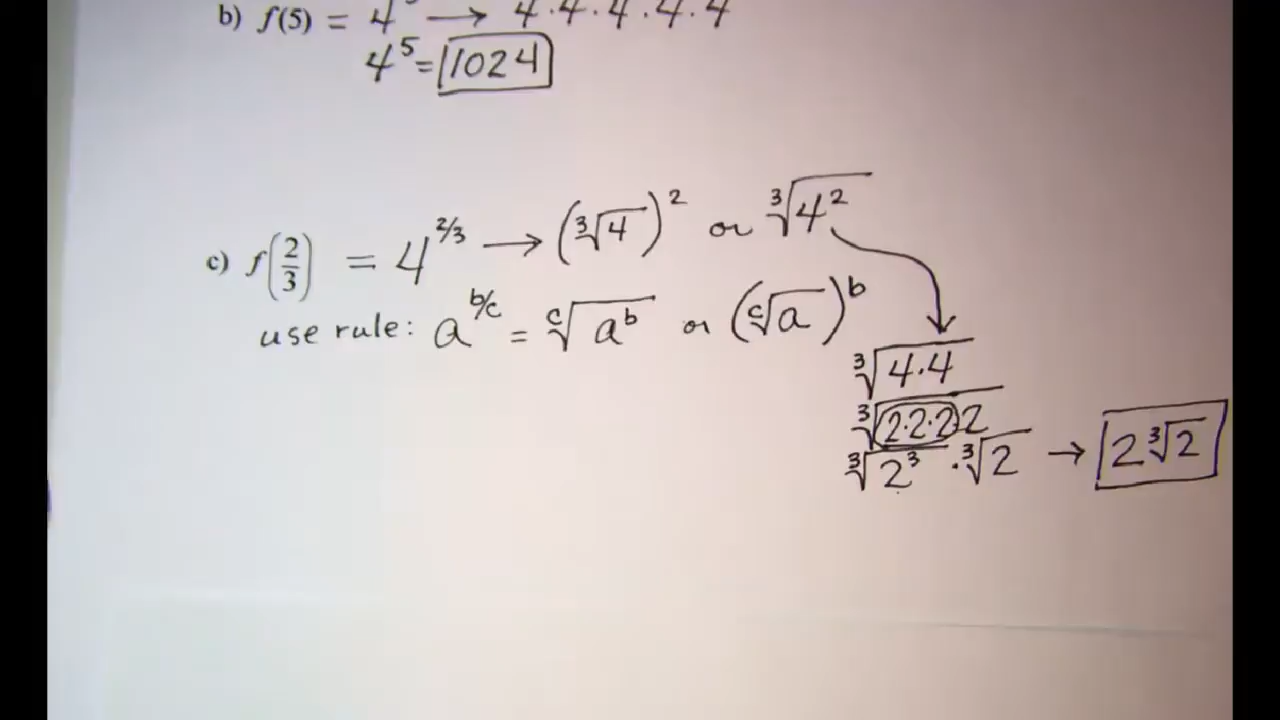 b) f(5) = 4⁵ → 4·4·4·4·4
4⁵ = 1024
c) f(2/3) = 4^(2/3) → (∛4)² or ∛(4²)
use rule: a^(b/c) = ᶜ√(a^b) or (ᶜ√a)^b
∛(4·4)
∛(2·2·2·2)
∛(2³) · ∛2 → 2∛2